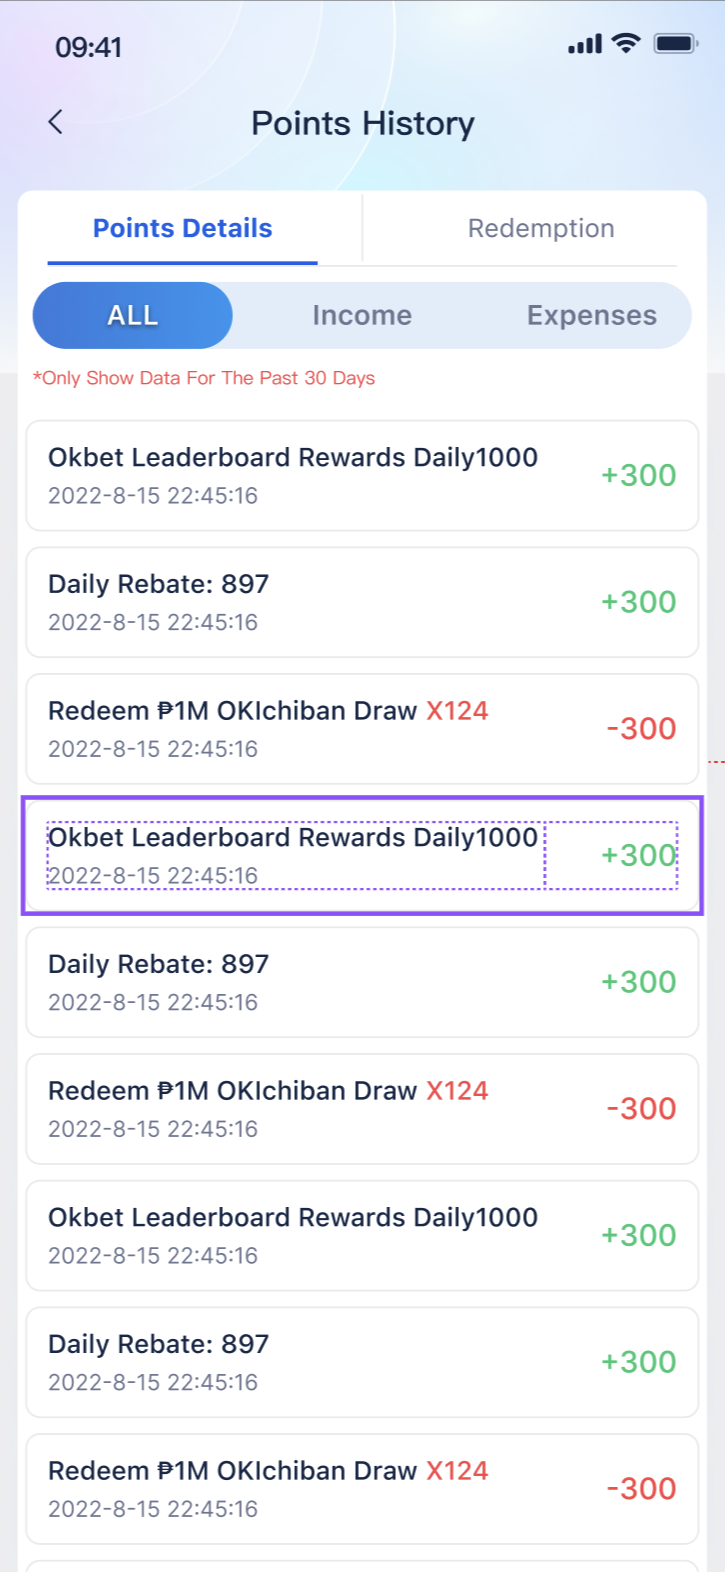 09:41
Points History
Points Details
Redemption
ALL
Income
Expenses
*Only Show Data For The Past 30 Days
Okbet Leaderboard Rewards Daily1000
2022-8-15 22:45:16
+300
Daily Rebate: 897
2022-8-15 22:45:16
+300
Redeem ₱1M OKIchiban Draw X124
2022-8-15 22:45:16
-300
Okbet Leaderboard Rewards Daily1000
2022-8-15 22:45:16
+300
Daily Rebate: 897
2022-8-15 22:45:16
+300
Redeem ₱1M OKIchiban Draw X124
2022-8-15 22:45:16
-300
Okbet Leaderboard Rewards Daily1000
2022-8-15 22:45:16
+300
Daily Rebate: 897
2022-8-15 22:45:16
+300
Redeem ₱1M OKIchiban Draw X124
2022-8-15 22:45:16
-300